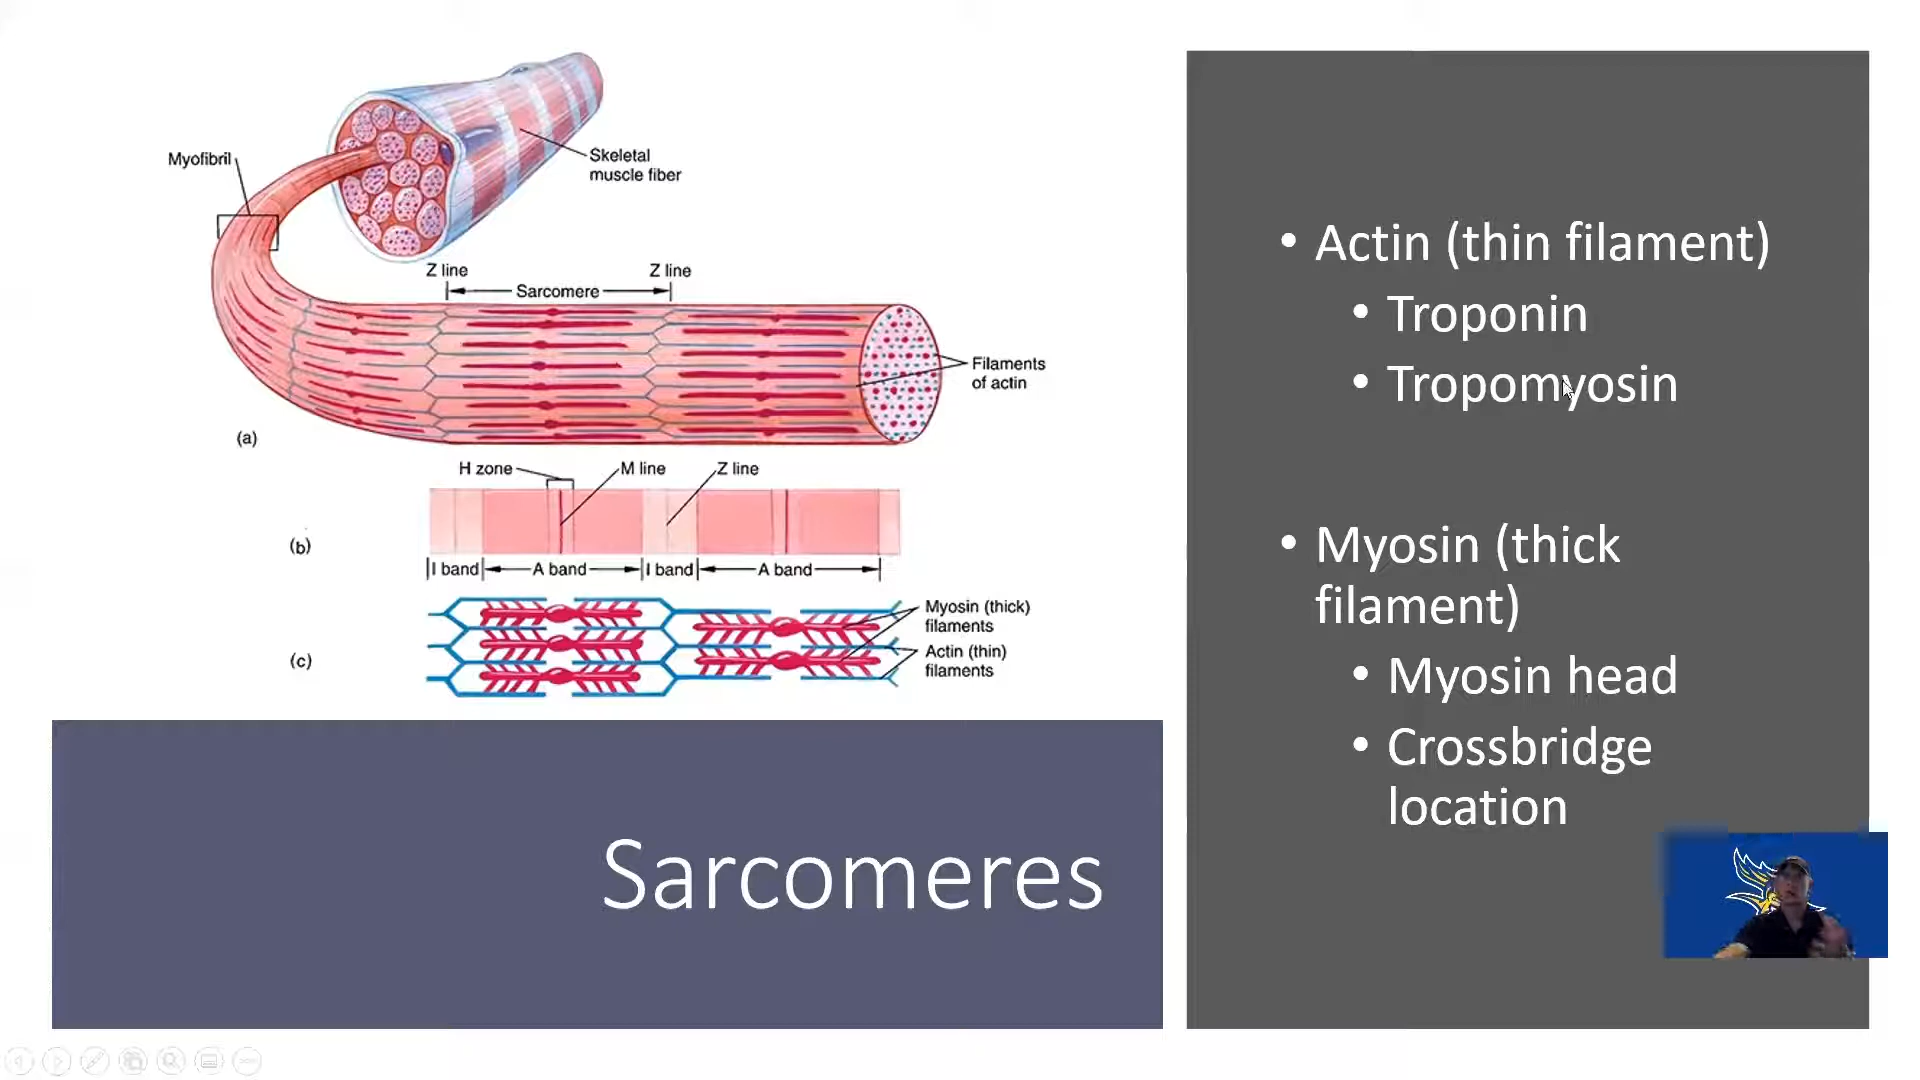 Myofibril
Skeletal
muscle fiber
Z line
Z line
Sarcomere
Filaments
of actin
(a)
H zone
M line
Z line
(b)
I band
A band
I band
A band
Myosin (thick)
filaments
Actin (thin)
filaments
(c)
Sarcomeres
• Actin (thin filament)
• Troponin
• Tropomyosin
• Myosin (thick
filament)
• Myosin head
• Crossbridge
location